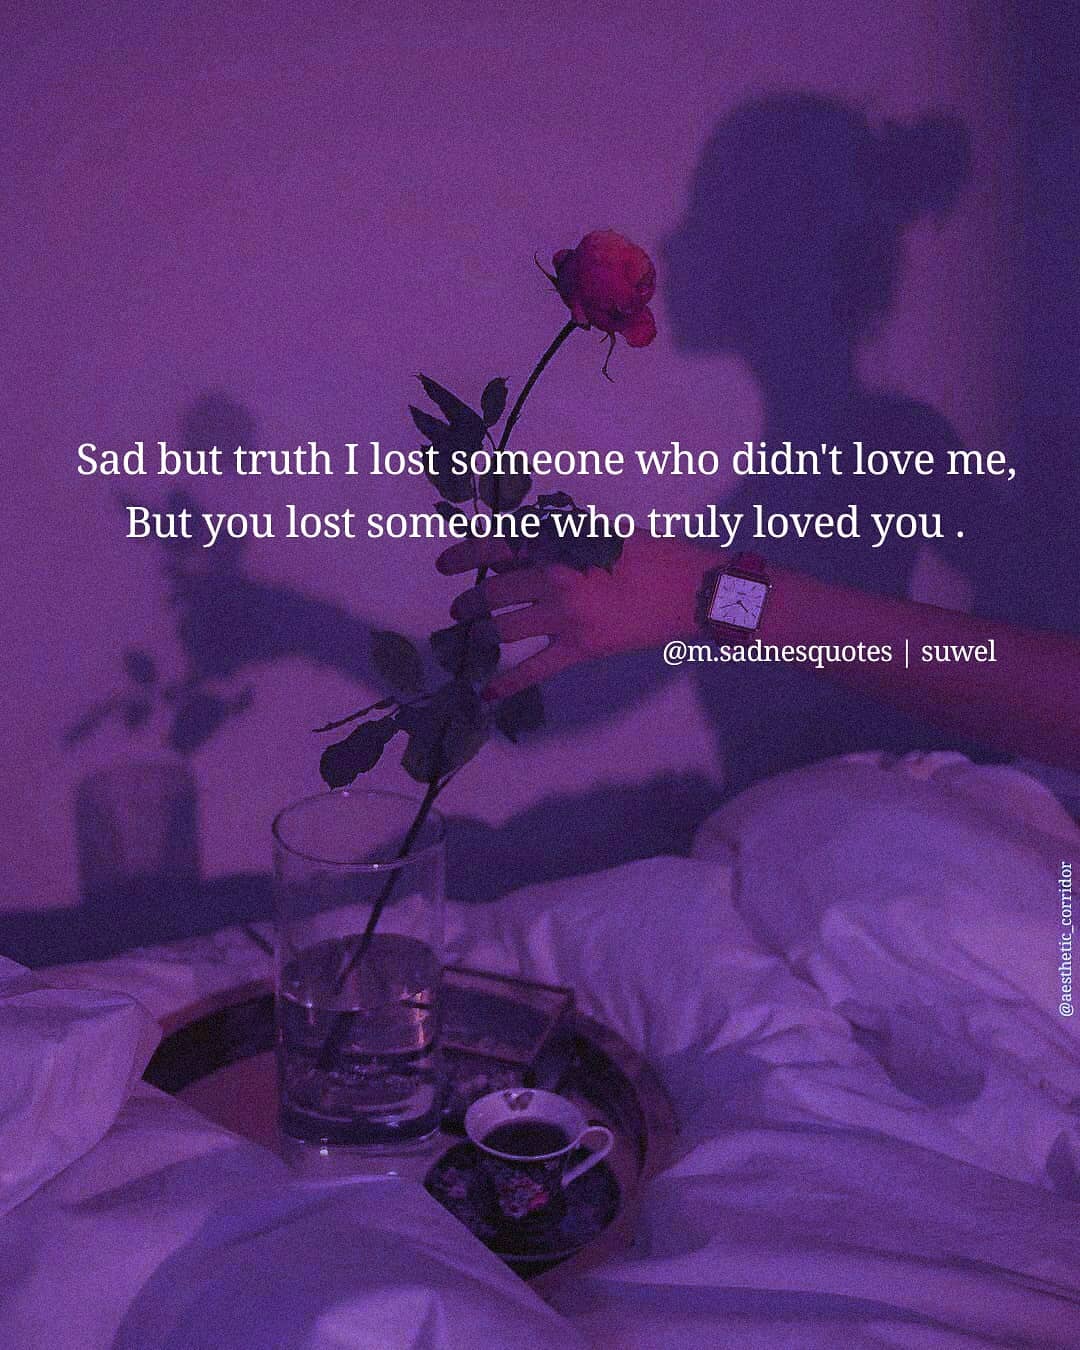 Sad but truth I lost someone who didn't love me,
But you lost someone who truly loved you .
@m.sadnesquotes | suwel
@aesthetic_corridor